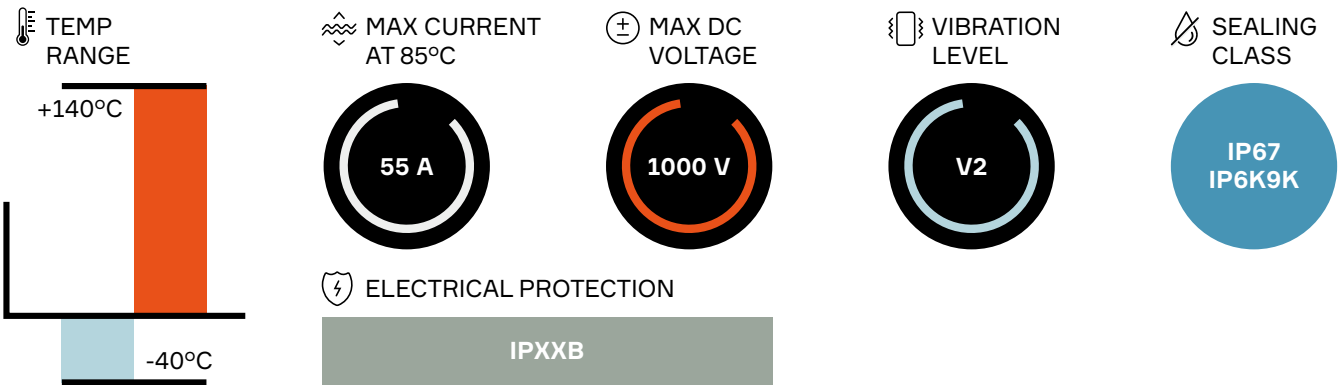 TEMP
RANGE
+140°C
-40°C
MAX CURRENT
AT 85°C
55 A
MAX DC
VOLTAGE
1000 V
VIBRATION
LEVEL
V2
SEALING
CLASS
IP67
IP6K9K
ELECTRICAL PROTECTION
IPXXB